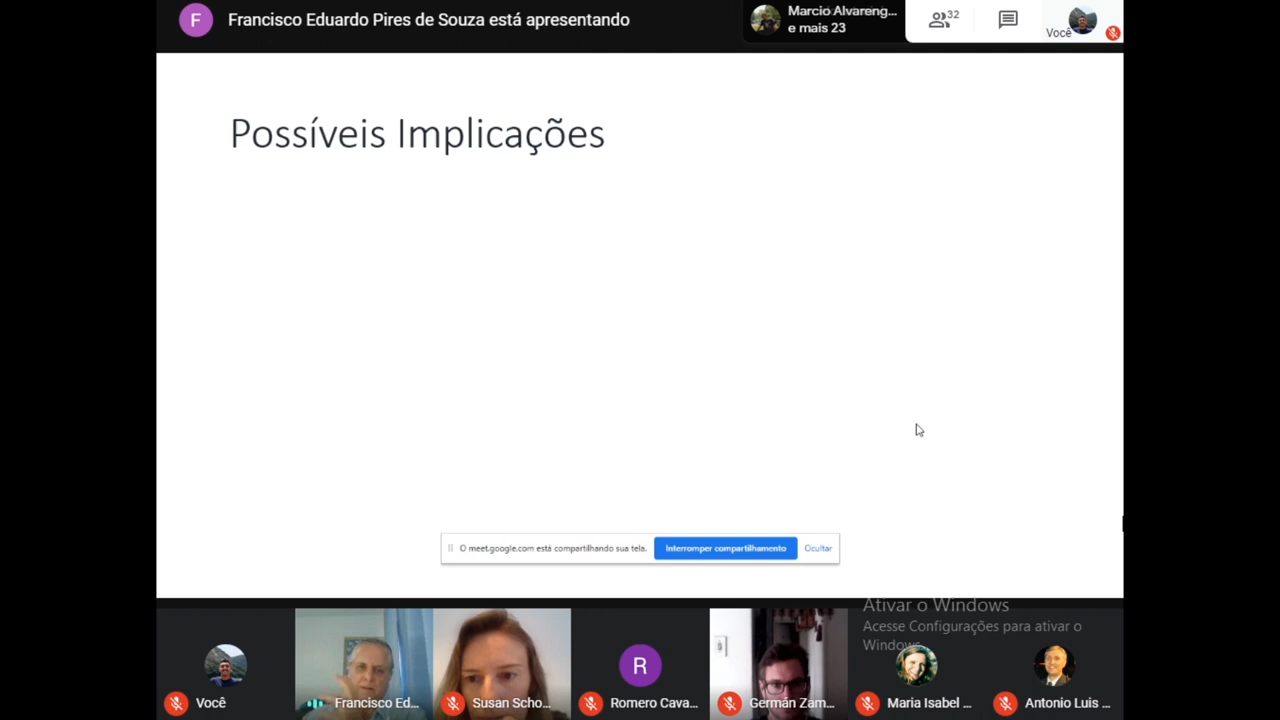 F
Francisco Eduardo Pires de Souza está apresentando
Marcio Alvareng...
e mais 23
32
Você
Possíveis Implicações
O meet.google.com está compartilhando sua tela.
Interromper compartilhamento
Ocultar
Ativar o Windows
Acesse Configurações para ativar o
Windows.
Você
Francisco Ed...
Susan Scho...
R
Romero Cava...
Germán Zam...
Maria Isabel ...
Antonio Luis ...